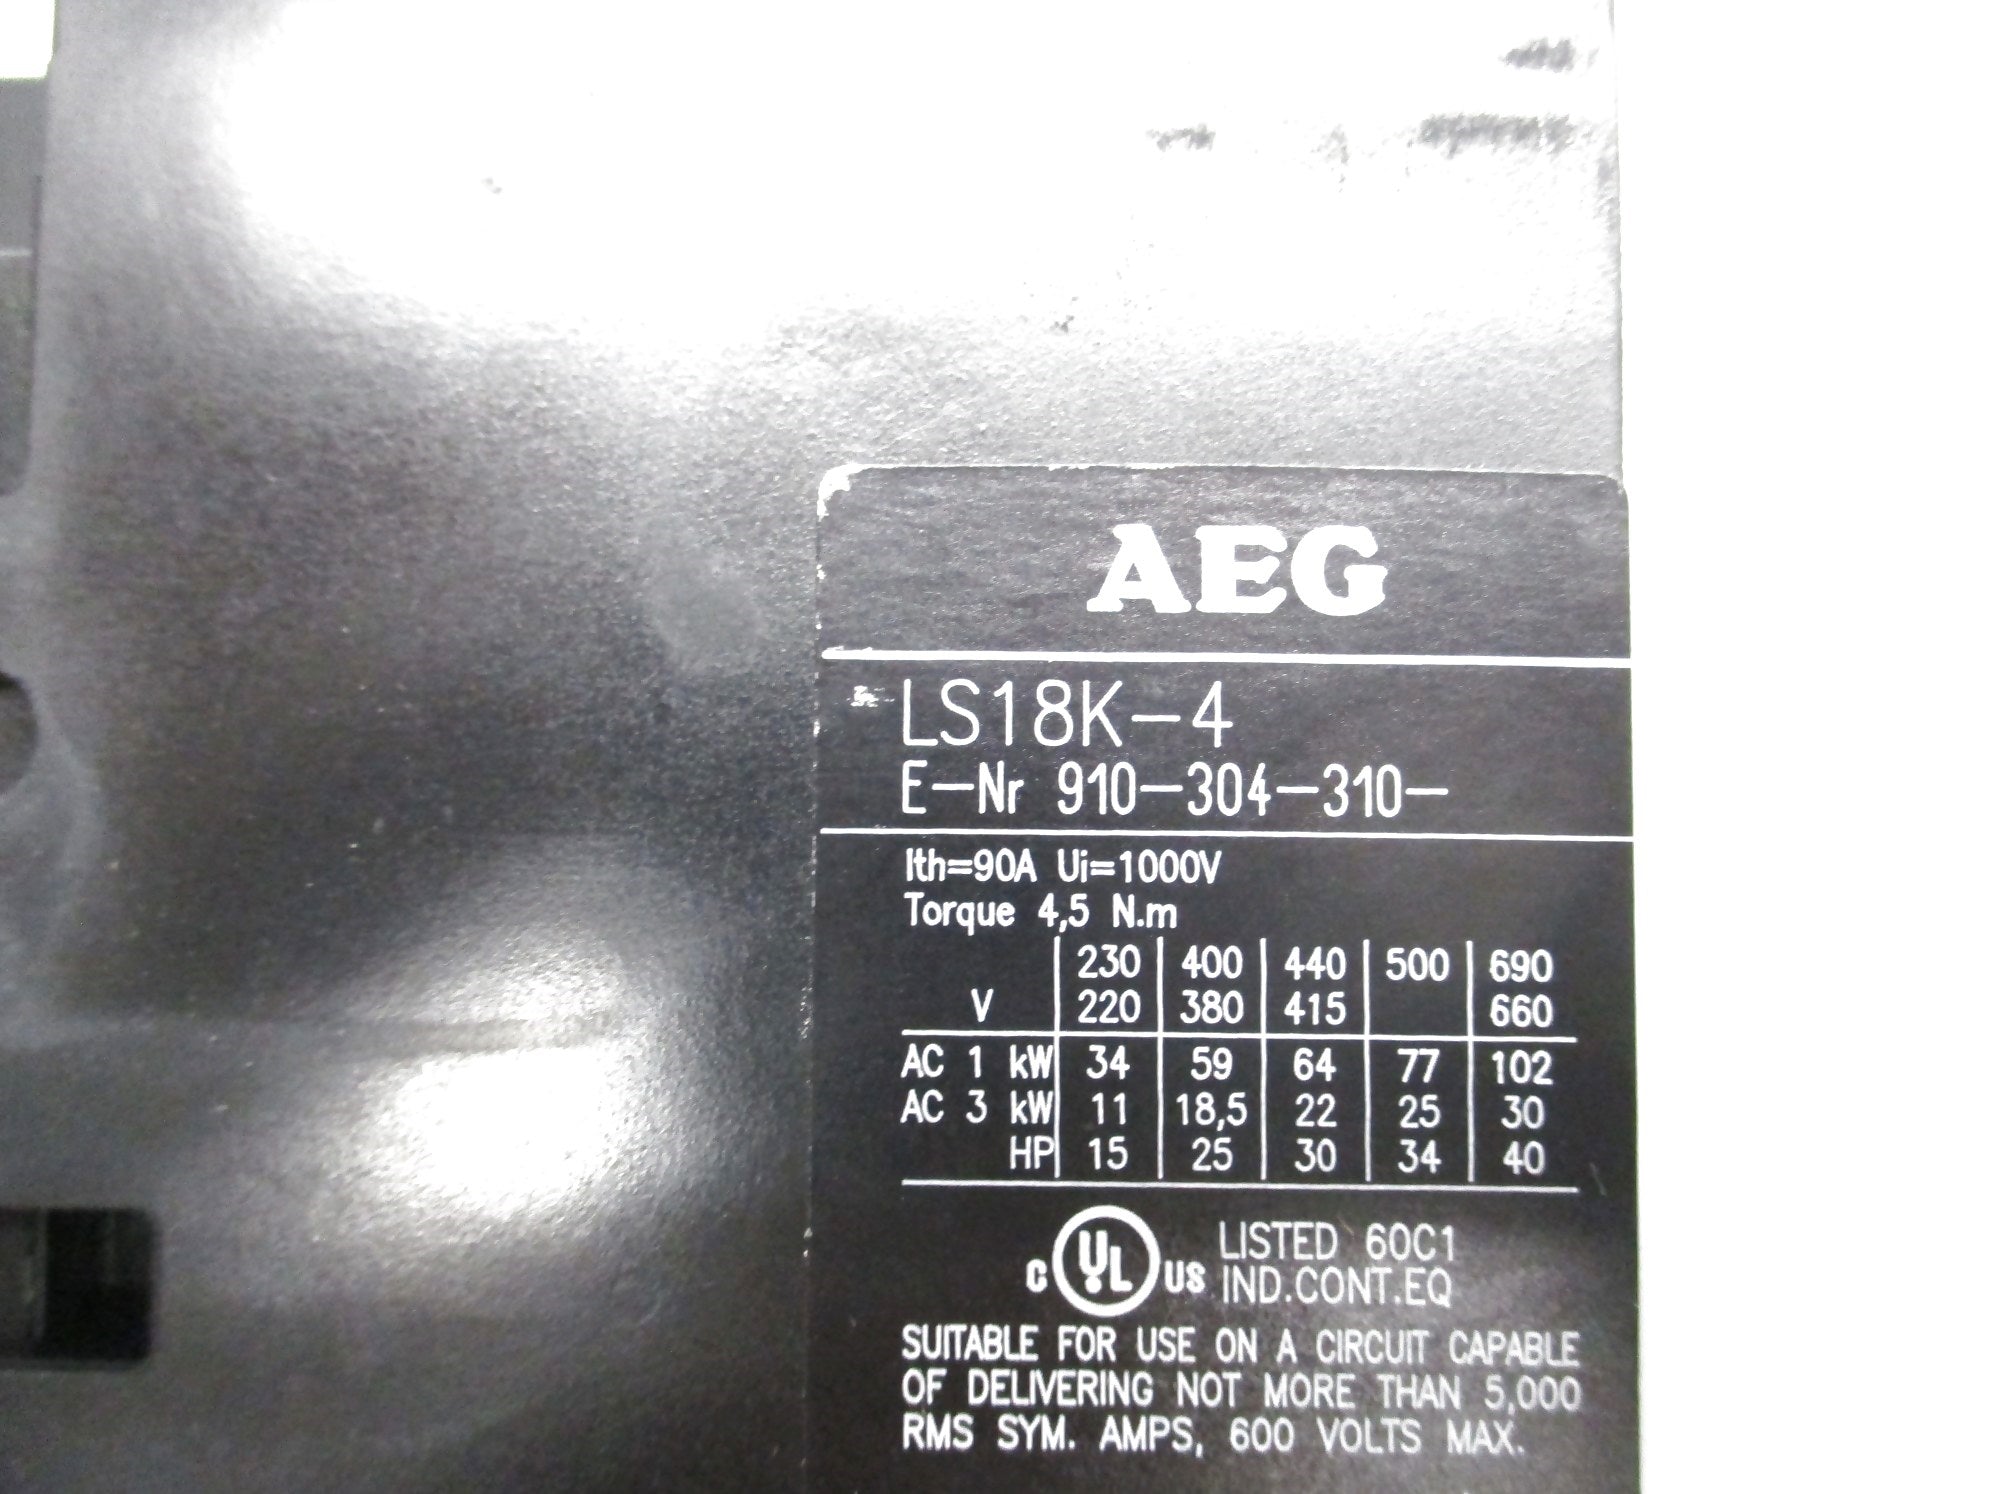 AEG
LS18K-4
E-Nr 910-304-310-
Ith=90A Ui=1000V
Torque 4,5 N.m
230 400 440 500 690
V 220 380 415 660
AC 1 kW 34 59 64 77 102
AC 3 kW 11 18,5 22 25 30
HP 15 25 30 34 40
C UL US LISTED 60C1
IND.CONT.EQ
SUITABLE FOR USE ON A CIRCUIT CAPABLE
OF DELIVERING NOT MORE THAN 5,000
RMS SYM. AMPS, 600 VOLTS MAX.